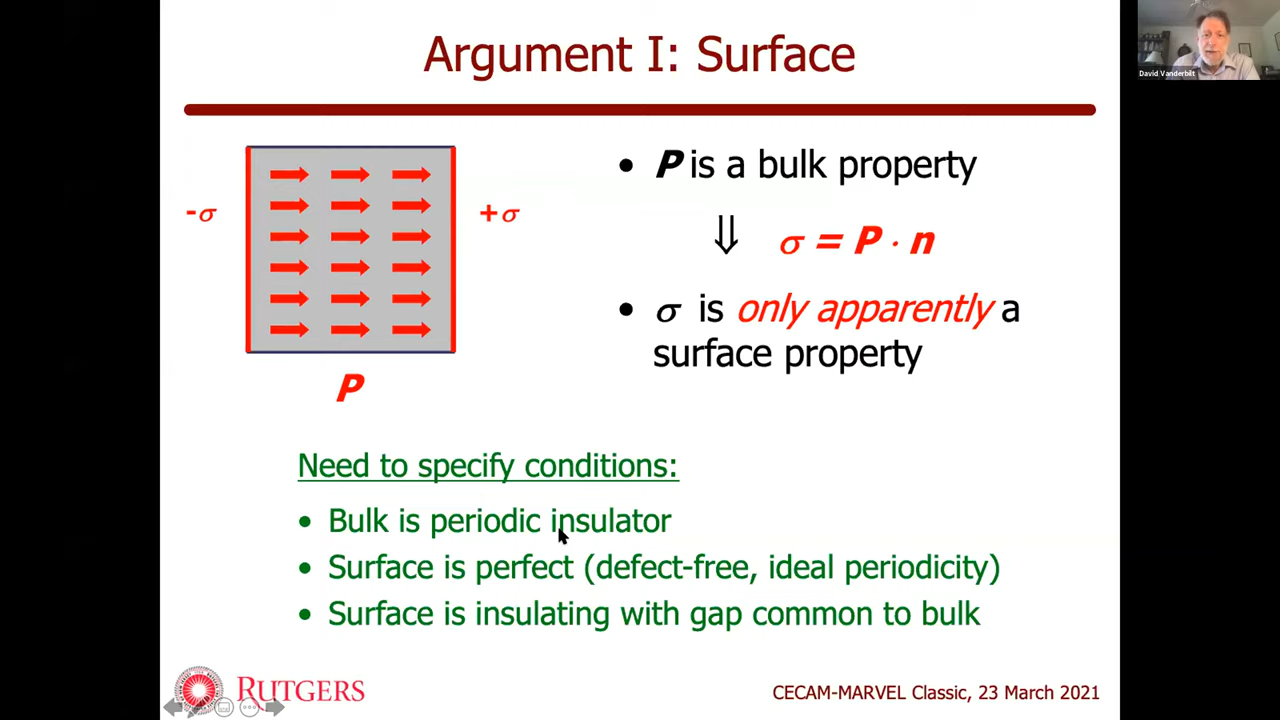 Argument I: Surface
David Vanderbilt
-σ
+σ
P
• P is a bulk property
⇓ σ = P · n
• σ is only apparently a
surface property
Need to specify conditions:
• Bulk is periodic insulator
• Surface is perfect (defect-free, ideal periodicity)
• Surface is insulating with gap common to bulk
RUTGERS
CECAM-MARVEL Classic, 23 March 2021